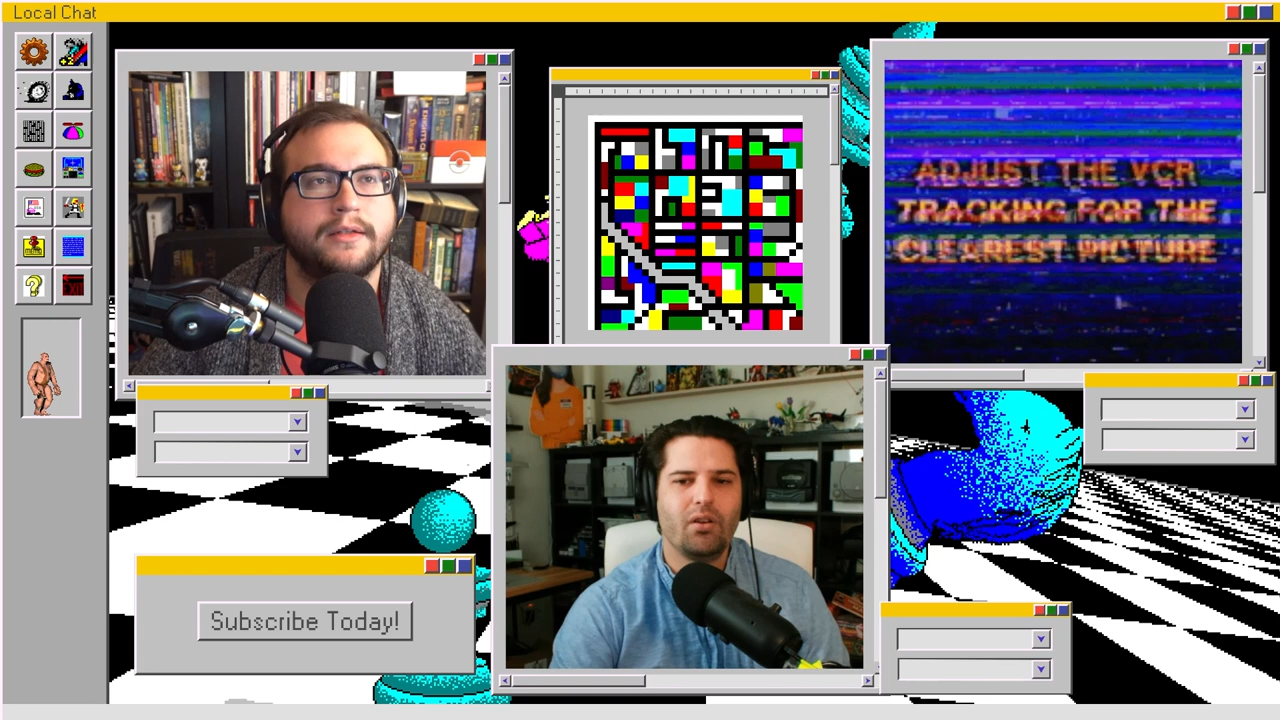 Local Chat
ADJUST THE VCR
TRACKING FOR THE
CLEAREST PICTURE
Subscribe Today!